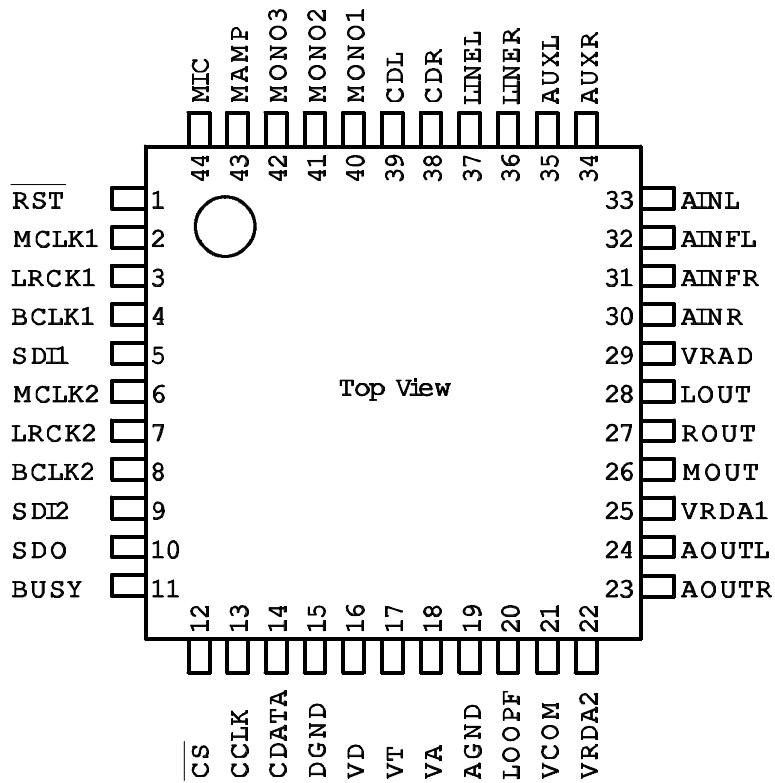 MIC MAMP MONO3 MONO2 MONO1 CDL CDR LINEL LINER AUXL AUXR
44 43 42 41 40 39 38 37 36 35 34
RST 1 33 AINL
MCLK1 2 32 AINFL
LRCK1 3 31 AINFR
BCLK1 4 30 AINR
SDI1 5 29 VRAD
MCLK2 6 Top View 28 LOUT
LRCK2 7 27 ROUT
BCLK2 8 26 MOUT
SDI2 9 25 VRDA1
SDO 10 24 AOUTL
BUSY 11 23 AOUTR
12 13 14 15 16 17 18 19 20 21 22
CS CCLK CDATA DGND VD VT VA AGND LOOPF VCOM VRDA2